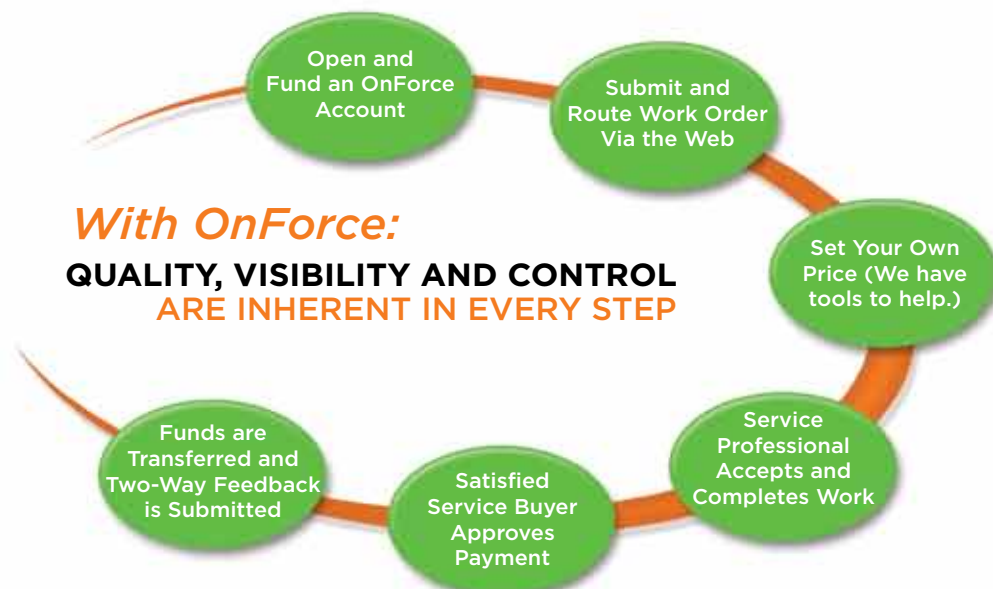 Open and
Fund an OnForce
Account
Submit and
Route Work Order
Via the Web
With OnForce:
QUALITY, VISIBILITY AND CONTROL
ARE INHERENT IN EVERY STEP
Set Your Own
Price (We have
tools to help.)
Service
Professional
Accepts and
Completes Work
Satisfied
Service Buyer
Approves
Payment
Funds are
Transferred and
Two-Way Feedback
is Submitted